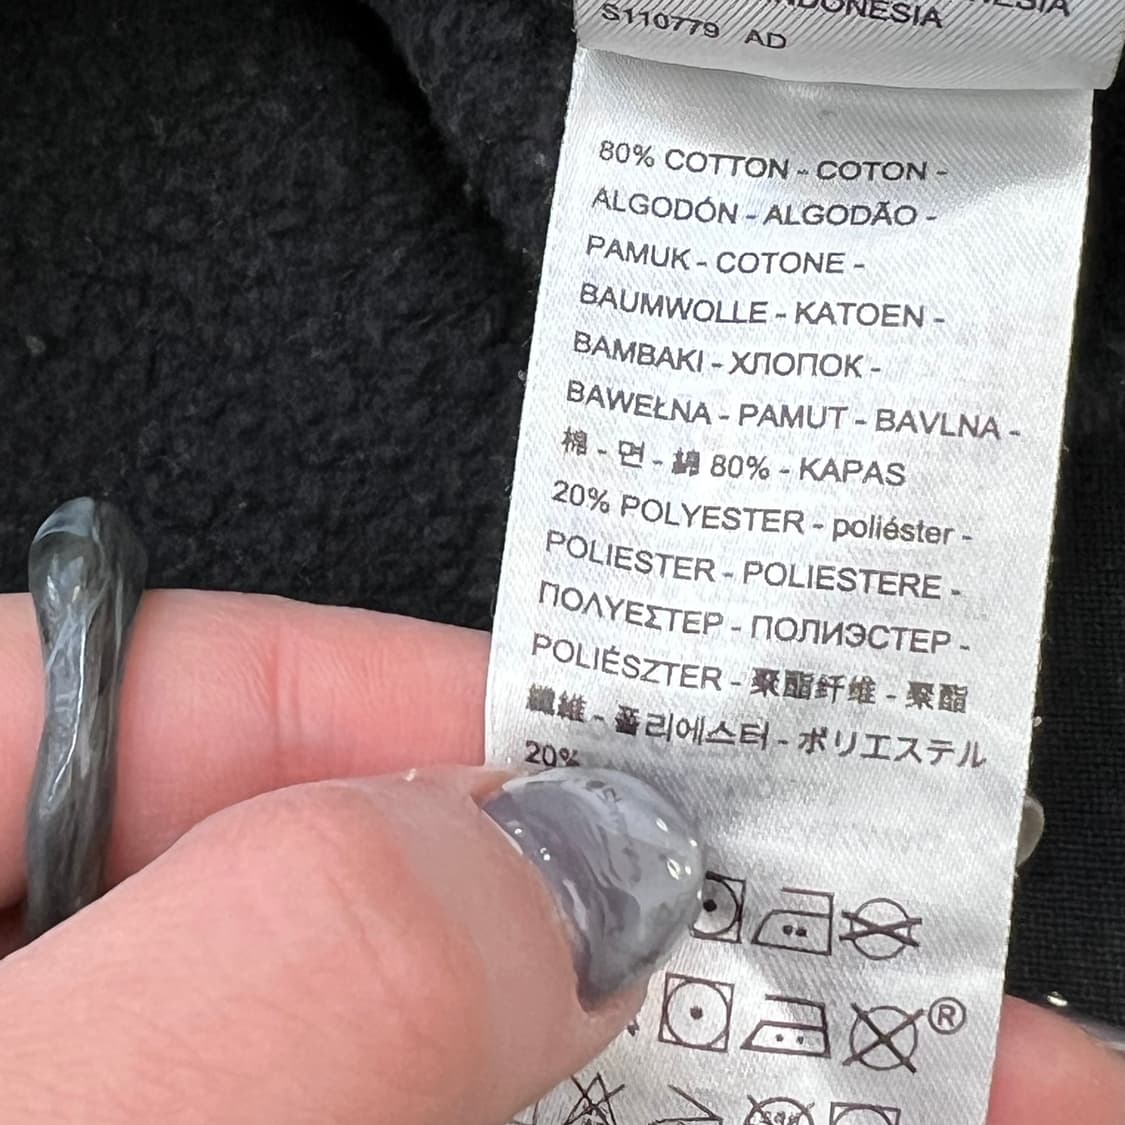 INDONESIA
S110779 AD
80% COTTON - COTON -
ALGODÓN - ALGODÃO -
PAMUK - COTONE -
BAUMWOLLE - KATOEN -
BAMBAKI - ХЛОПОК -
BAWEŁNA - PAMUT - BAVLNA -
棉 - 면 - 綿 80% - KAPAS
20% POLYESTER - poliéster -
POLIESTER - POLIESTERE -
ΠΟΛΥΕΣΤΕΡ - ПОЛИЭСТЕР -
POLIÉSZTER - 聚酯纤维 - 聚酯
纖維 - 폴리에스터 - ポリエステル
20%
®